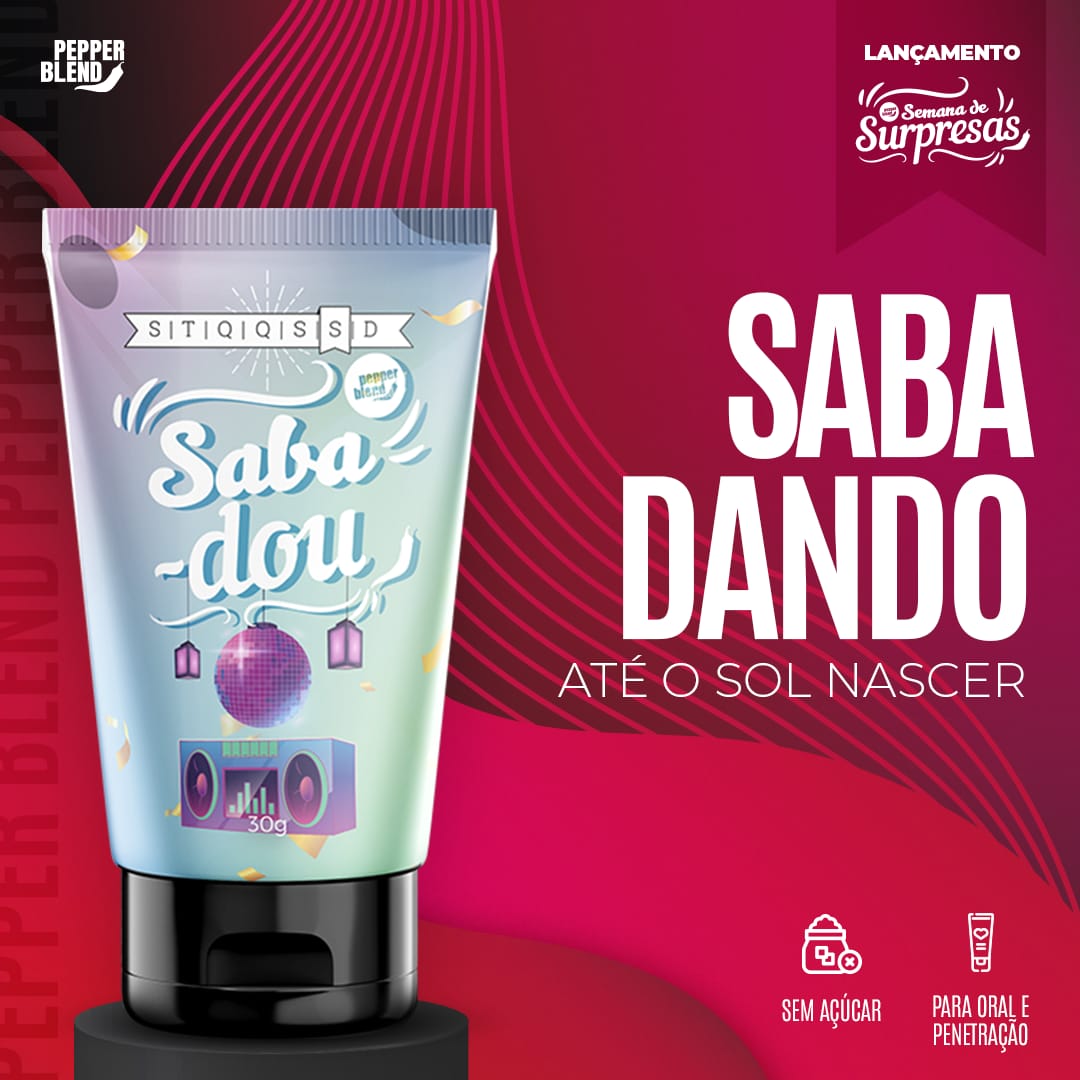 PEPPER
BLEND
LANÇAMENTO
Semana de
Surpresas
S|T|Q|Q|S|S|D
pepper
blend
Saba
-dou
30g
SABA
DANDO
ATÉ O SOL NASCER
SEM AÇÚCAR
PARA ORAL E
PENETRAÇÃO
PEPPER BLEND PEPPER BLEND